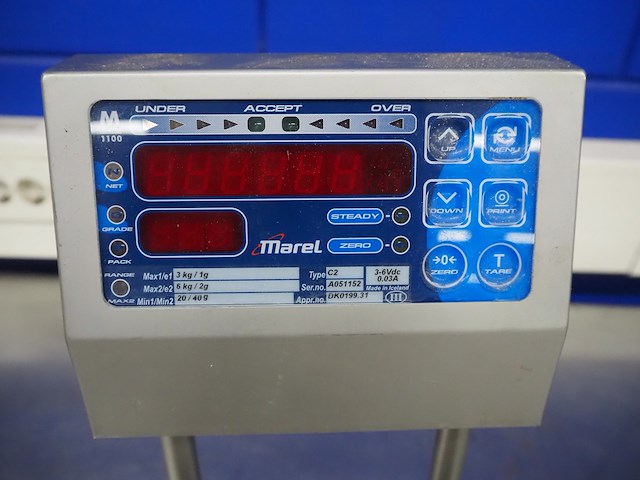 UNDER ACCEPT OVER
M
1100
NET
GRADE
PACK
RANGE
MAX2
STEADY
ZERO
Marel
UP
MENU
DOWN
PRINT
→0←
ZERO
T
TARE
Max1/e1 3 kg / 1g
Max2/e2 6 kg / 2g
Min1/Min2 20 / 40 g
Type C2
Ser.no. A051152
Appr.no. DK0199.31
3-6Vdc
0.03A
Made in Iceland
III